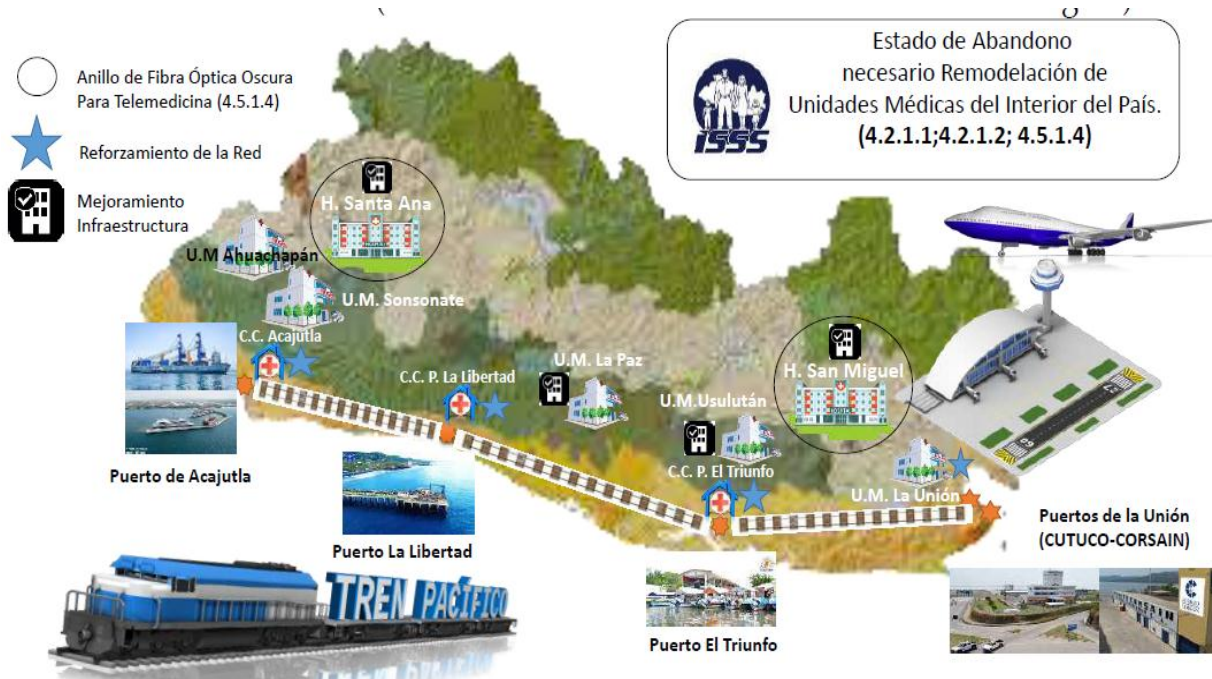 Anillo de Fibra Óptica Oscura
Para Telemedicina (4.5.1.4)
Reforzamiento de la Red
Mejoramiento
Infraestructura
Estado de Abandono
necesario Remodelación de
Unidades Médicas del Interior del País.
(4.2.1.1;4.2.1.2; 4.5.1.4)
ISSS
H. Santa Ana
U.M Ahuachapán
U.M. Sonsonate
C.C. Acajutla
C.C. P. La Libertad
U.M. La Paz
H. San Miguel
U.M.Usulután
C.C. P. El Triunfo
U.M. La Unión
Puerto de Acajutla
Puerto La Libertad
Puertos de la Unión
(CUTUCO-CORSAIN)
TREN PACÍFICO
Puerto El Triunfo
27
09